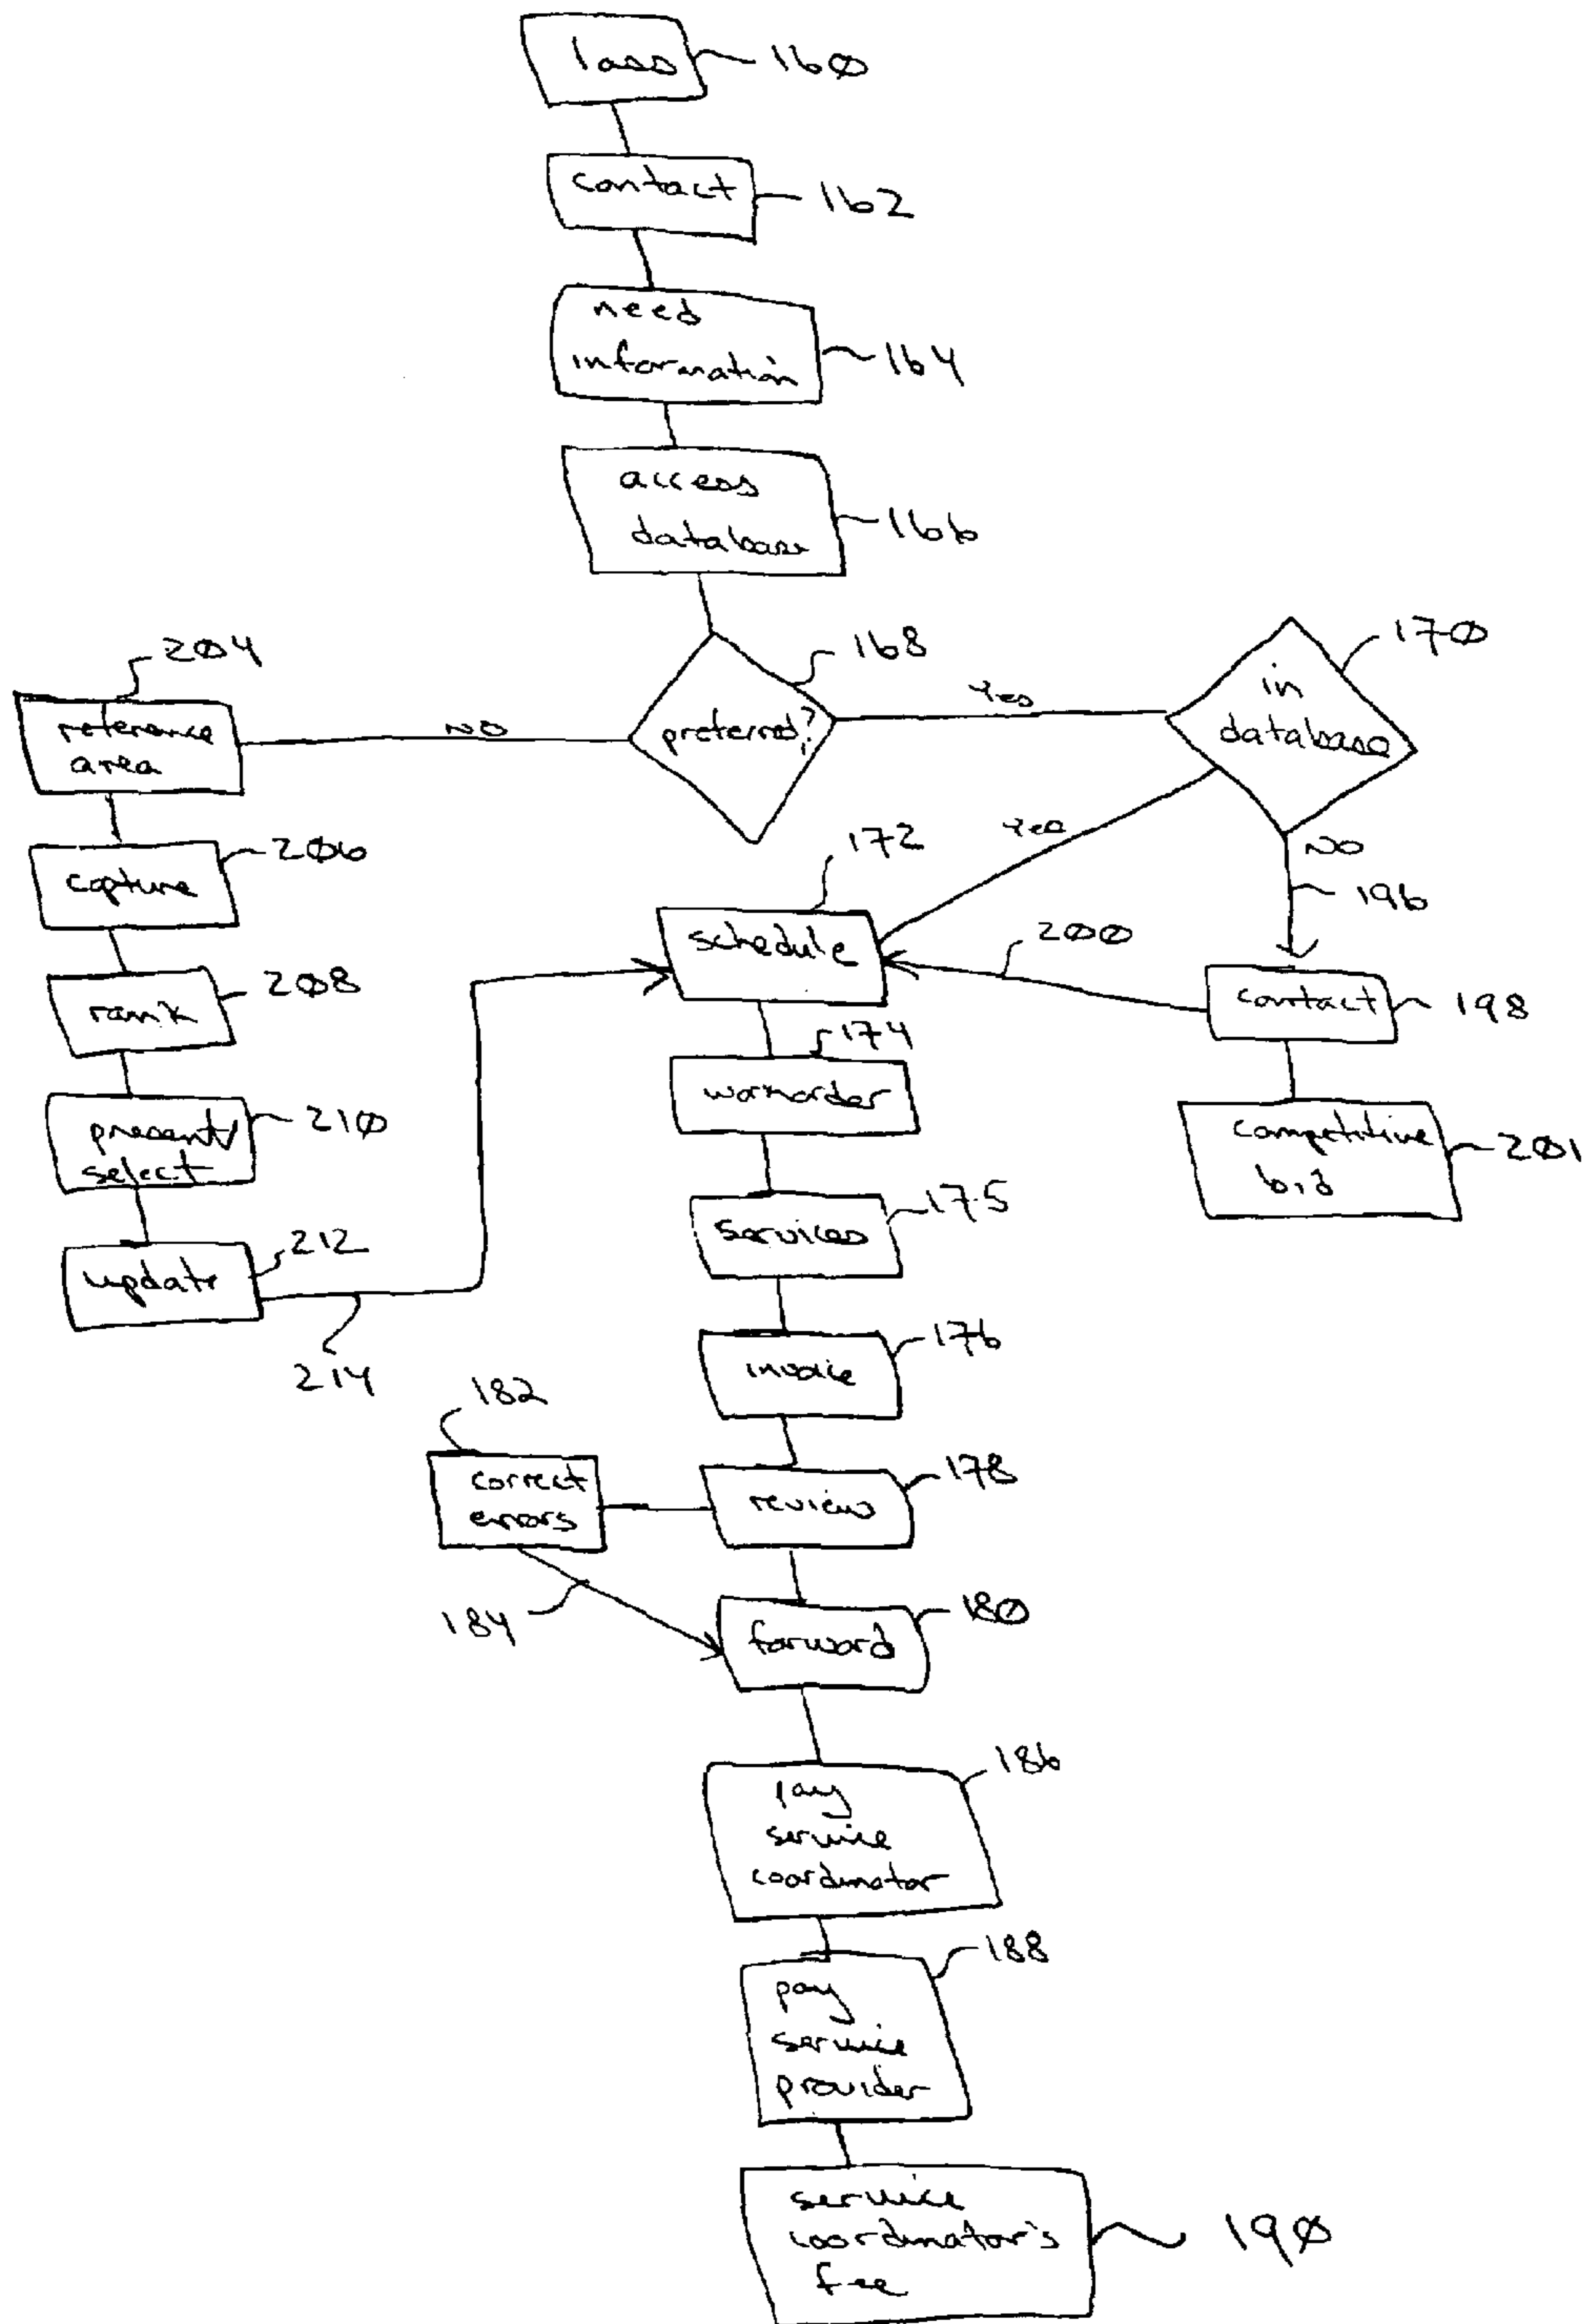 loss
160
contact
162
need
information
164
access
database
166
204
168
170
reference
area
NO
preferred?
Yes
in
database
206
capture
172
Yes
NO
196
208
rank
schedule
200
contact
198
174
workorder
210
present/
select
competitive
bid
201
175
services
212
update
214
176
invoice
182
correct
errors
178
review
184
180
forward
186
pay
service
coordinator
188
pay
service
provider
service
coordinator's
fee
190